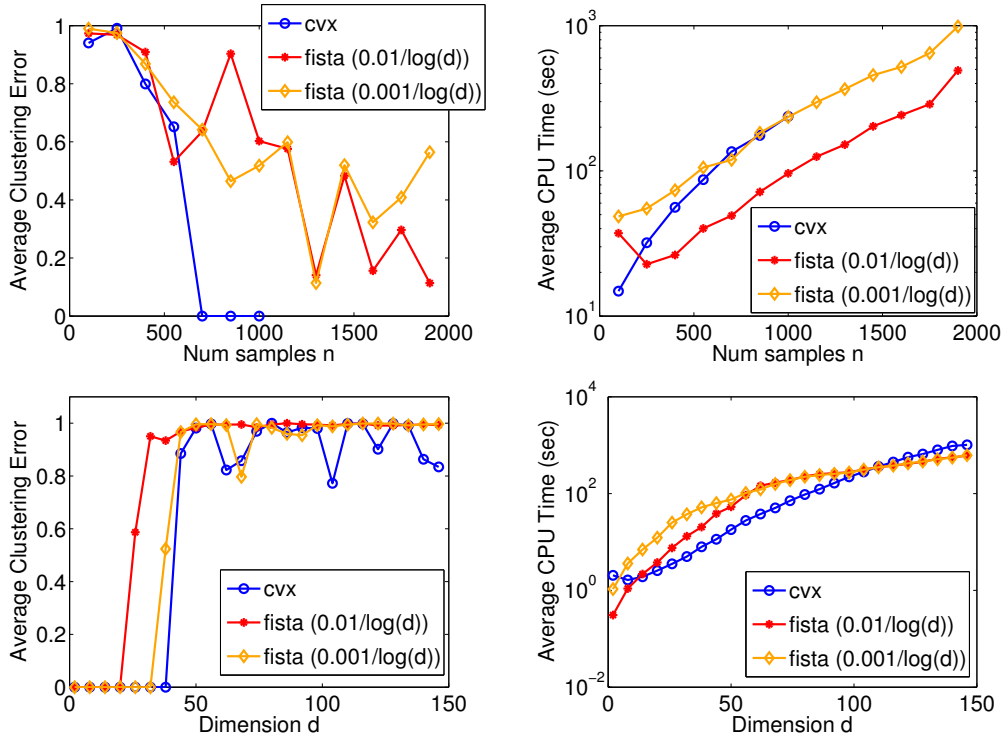 1
0.8
0.6
0.4
0.2
0
0
500
1000
1500
2000
Average Clustering Error
Num samples n
cvx
fista (0.01/log(d))
fista (0.001/log(d))
10^3
10^2
10^1
0
500
1000
1500
2000
Average CPU Time (sec)
Num samples n
cvx
fista (0.01/log(d))
fista (0.001/log(d))
1
0.8
0.6
0.4
0.2
0
0
50
100
150
Average Clustering Error
Dimension d
cvx
fista (0.01/log(d))
fista (0.001/log(d))
10^4
10^2
10^0
10^-2
0
50
100
150
Average CPU Time (sec)
Dimension d
cvx
fista (0.01/log(d))
fista (0.001/log(d))